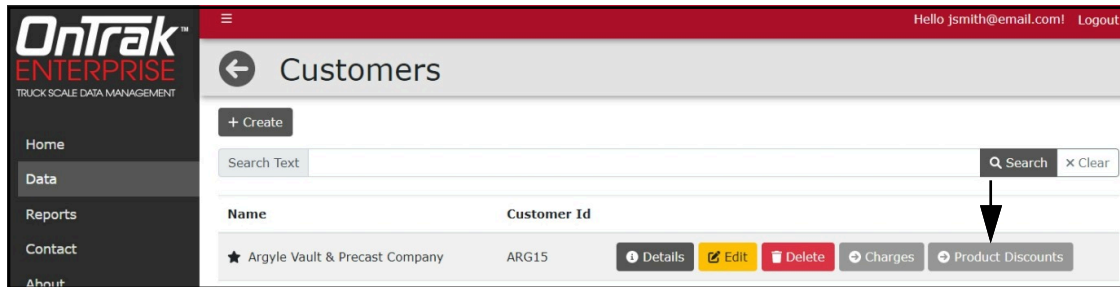 OnTrak™
ENTERPRISE
TRUCK SCALE DATA MANAGEMENT
Home
Data
Reports
Contact
About
Hello jsmith@email.com! Logout
Customers
+ Create
Search Text Search × Clear
Name Customer Id
Argyle Vault & Precast Company ARG15 Details Edit Delete Charges Product Discounts